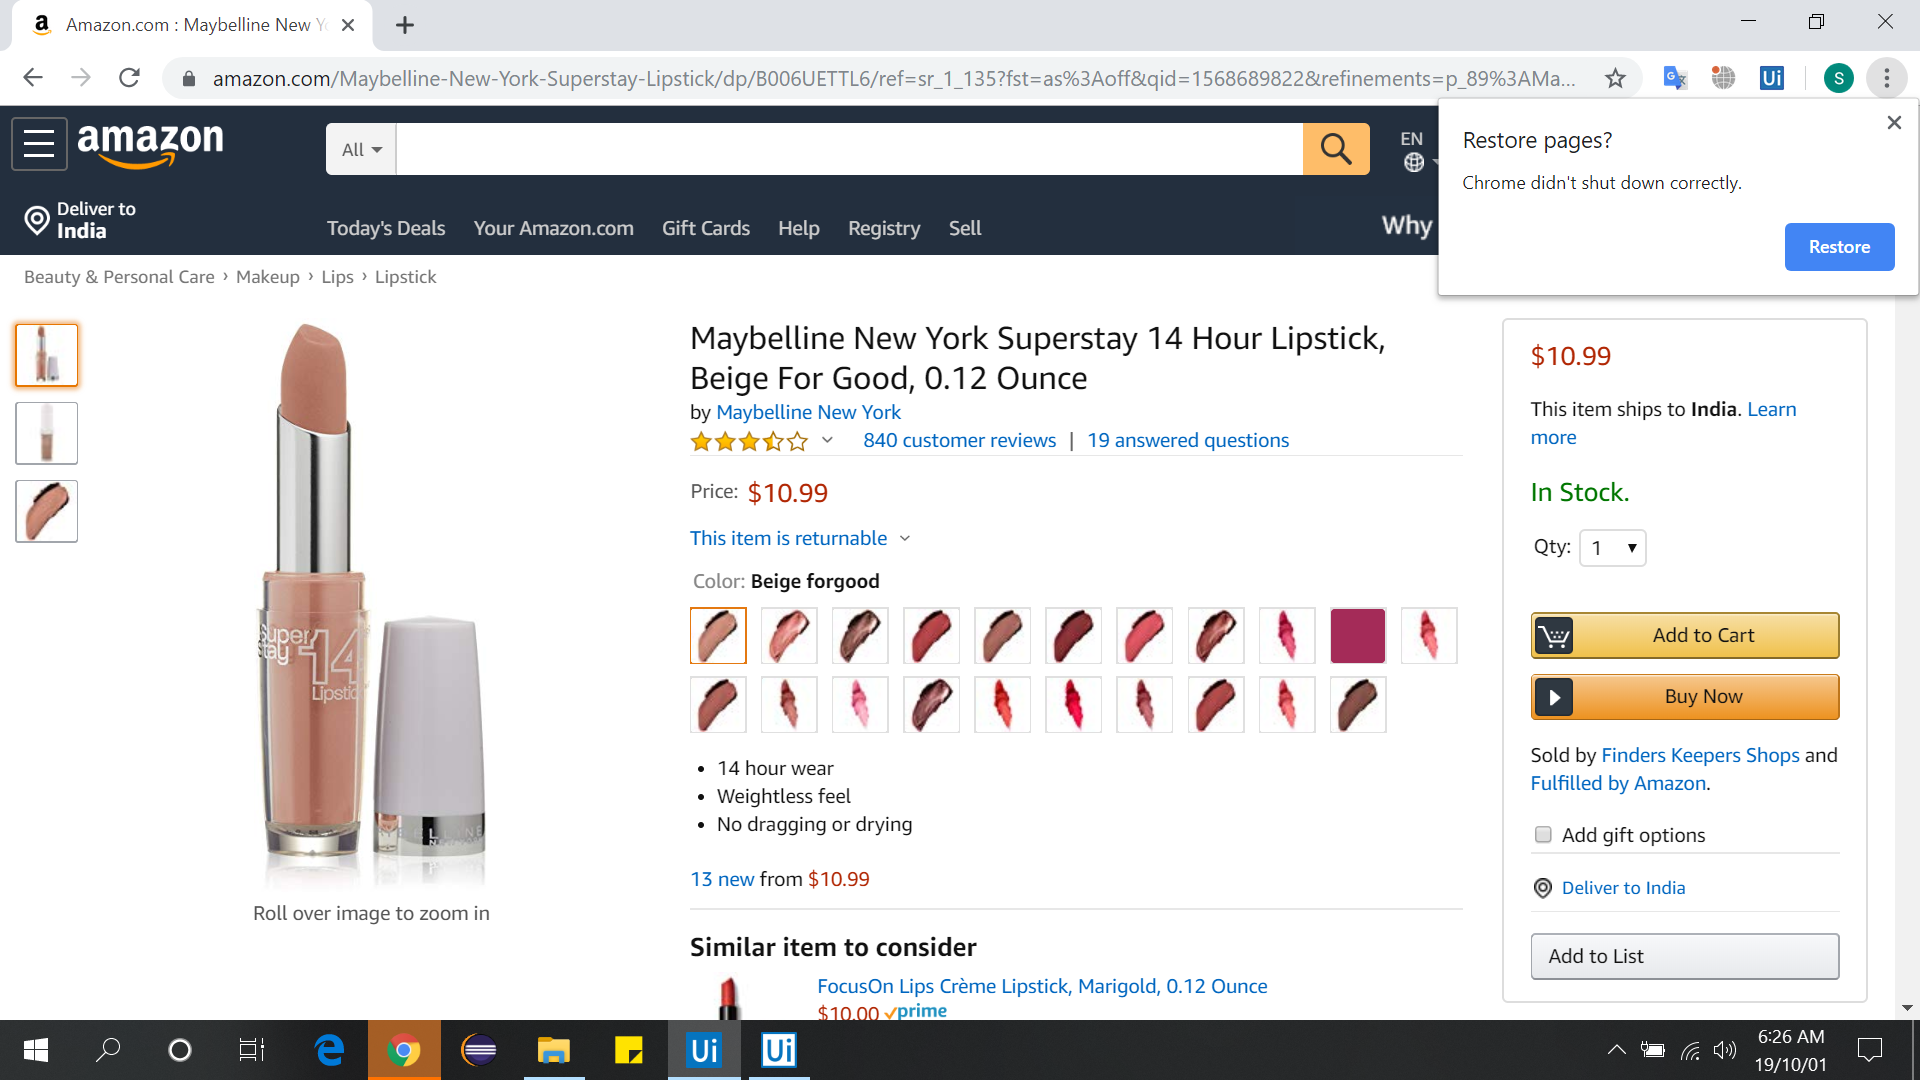 Amazon.com : Maybelline New Y
amazon.com/Maybelline-New-York-Superstay-Lipstick/dp/B006UETTL6/ref=sr_1_135?fst=as%3Aoff&qid=1568689822&refinements=p_89%3AMa...
Ui
S
Restore pages?
Chrome didn't shut down correctly.
Restore
amazon
All
EN
Deliver to
India
Today's Deals
Your Amazon.com
Gift Cards
Help
Registry
Sell
Why
Beauty & Personal Care › Makeup › Lips › Lipstick
super
stay 14
Lipstic
Roll over image to zoom in
Maybelline New York Superstay 14 Hour Lipstick,
Beige For Good, 0.12 Ounce
by Maybelline New York
840 customer reviews | 19 answered questions
Price: $10.99
This item is returnable
Color: Beige forgood
• 14 hour wear
• Weightless feel
• No dragging or drying
13 new from $10.99
Similar item to consider
FocusOn Lips Crème Lipstick, Marigold, 0.12 Ounce
$10.00 prime
$10.99
This item ships to India. Learn
more
In Stock.
Qty: 1
Add to Cart
Buy Now
Sold by Finders Keepers Shops and
Fulfilled by Amazon.
Add gift options
Deliver to India
Add to List
Ui
Ui
6:26 AM
19/10/01